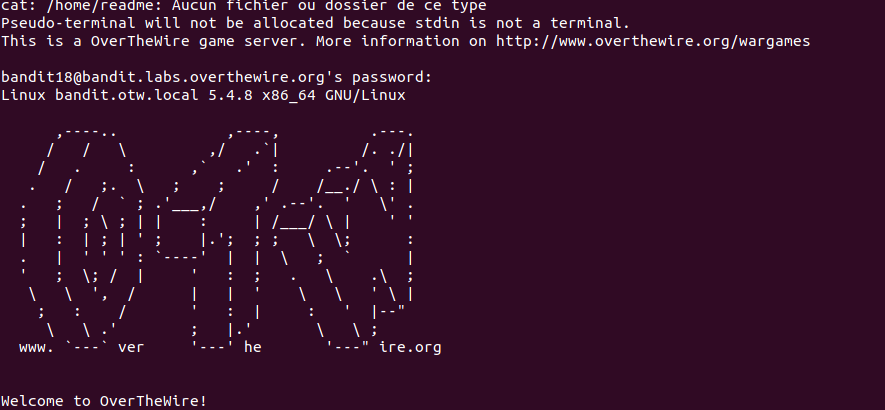 cat: /home/readme: Aucun fichier ou dossier de ce type
Pseudo-terminal will not be allocated because stdin is not a terminal.
This is a OverTheWire game server. More information on http://www.overthewire.org/wargames
bandit18@bandit.labs.overthewire.org's password:
Linux bandit.otw.local 5.4.8 x86_64 GNU/Linux
www. `---` ver '---' he '---" ire.org
Welcome to OverTheWire!